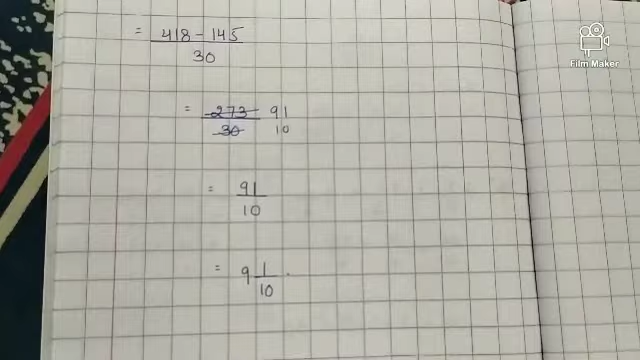 = 418 - 145 / 30
= 273 / 30 91 / 10
= 91 / 10
= 9 1/10
Film Maker